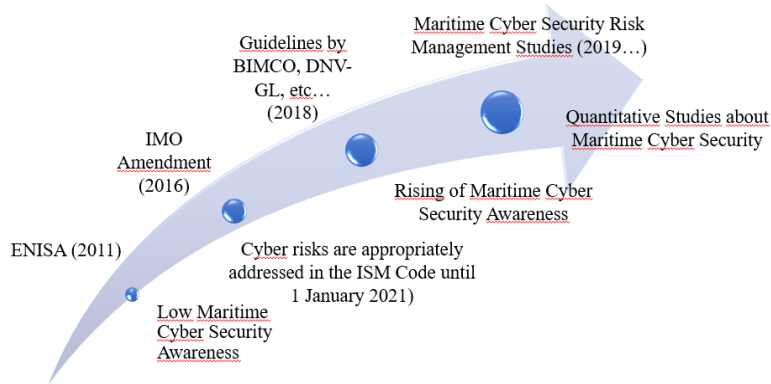 Maritime Cyber Security Risk
Management Studies (2019…)
Guidelines by
BIMCO, DNV-
GL, etc…
(2018)
Quantitative Studies about
Maritime Cyber Security
IMO
Amendment
(2016)
Rising of Maritime Cyber
Security Awareness
ENISA (2011)
Cyber risks are appropriately
addressed in the ISM Code until
1 January 2021)
Low Maritime
Cyber Security
Awareness